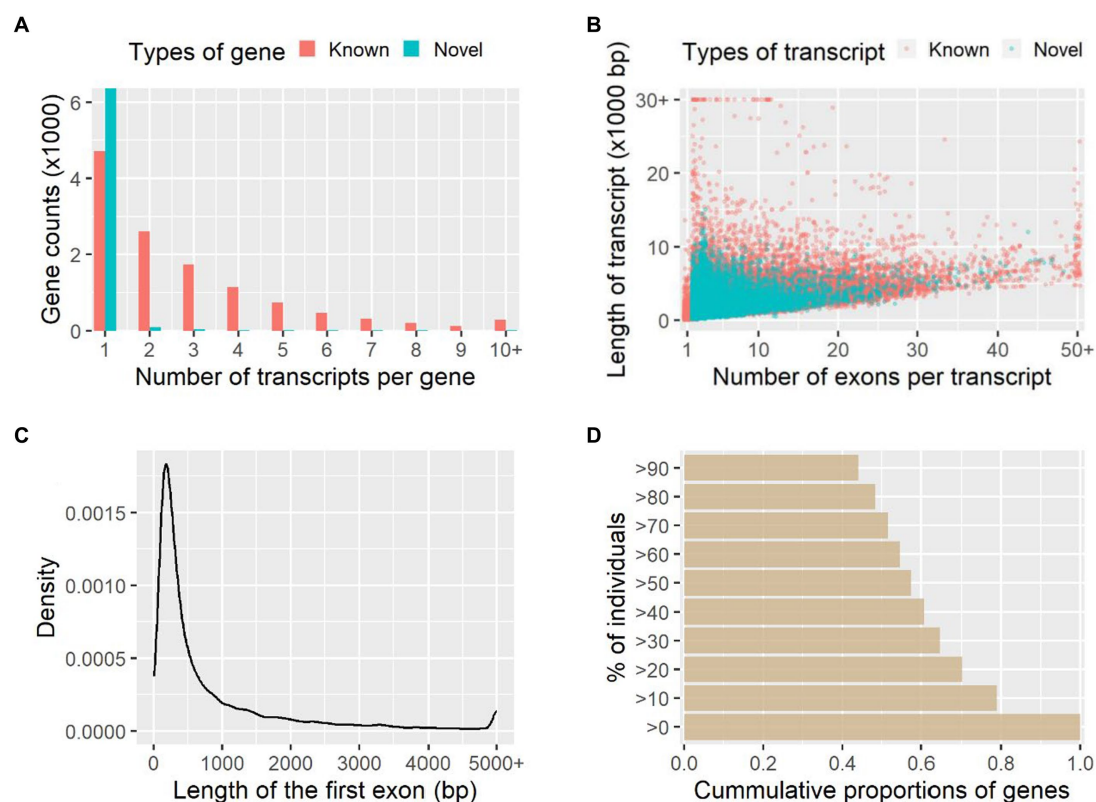 A
Types of gene Known Novel
Gene counts (x1000)
6
4
2
0
1 2 3 4 5 6 7 8 9 10+
Number of transcripts per gene
B
Types of transcript Known Novel
Length of transcript (x1000 bp)
30+
20
10
0
1 10 20 30 40 50+
Number of exons per transcript
C
Density
0.0015
0.0010
0.0005
0.0000
0 1000 2000 3000 4000 5000+
Length of the first exon (bp)
D
% of individuals
>90
>80
>70
>60
>50
>40
>30
>20
>10
>0
0.0 0.2 0.4 0.6 0.8 1.0
Cummulative proportions of genes